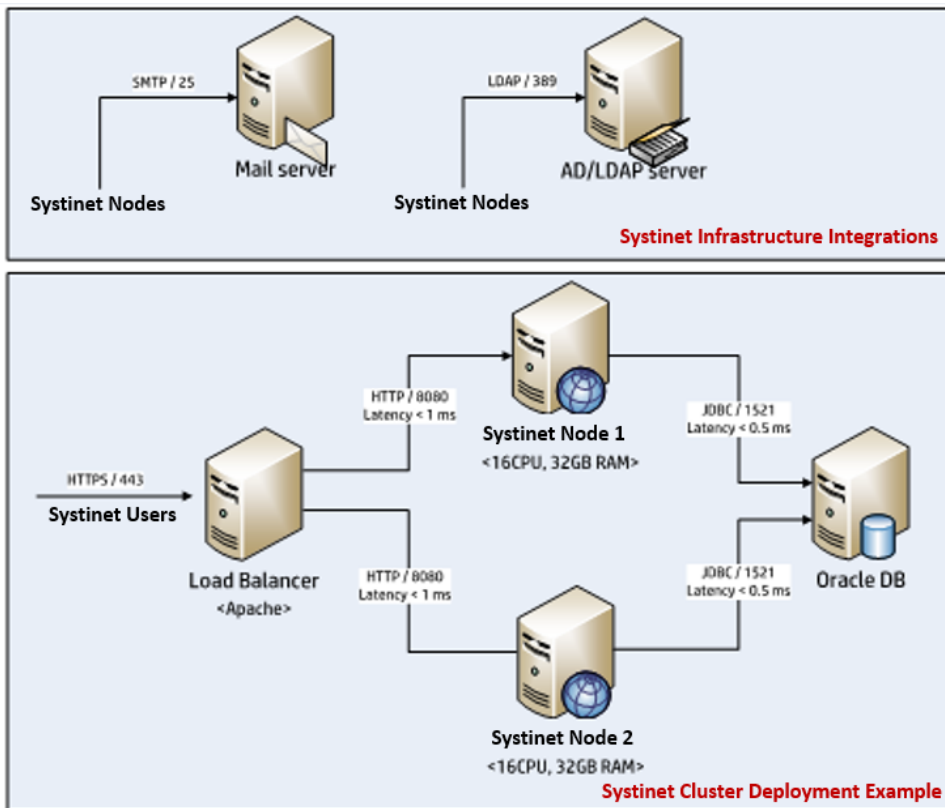 SMTP / 25
LDAP / 389
Mail server
AD/LDAP server
Systinet Nodes
Systinet Nodes
Systinet Infrastructure Integrations
HTTP / 8080
Latency < 1 ms
JDBC / 1521
Latency < 0.5 ms
Systinet Node 1
<16CPU, 32GB RAM>
HTTPS / 443
Systinet Users
Load Balancer
<Apache>
HTTP / 8080
Latency < 1 ms
JDBC / 1521
Latency < 0.5 ms
Oracle DB
Systinet Node 2
<16CPU, 32GB RAM>
Systinet Cluster Deployment Example